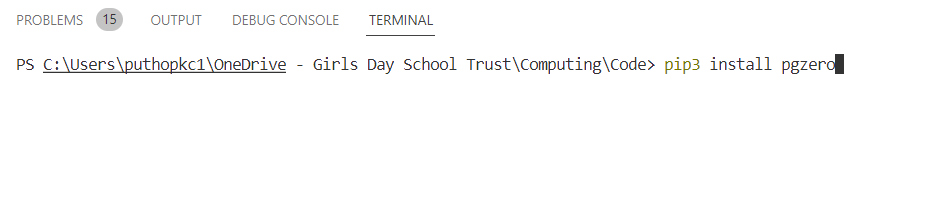 PROBLEMS 15 OUTPUT DEBUG CONSOLE TERMINAL
PS C:\Users\puthopkc1\OneDrive - Girls Day School Trust\Computing\Code> pip3 install pgzero